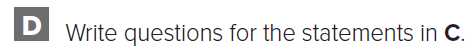 D Write questions for the statements in C.